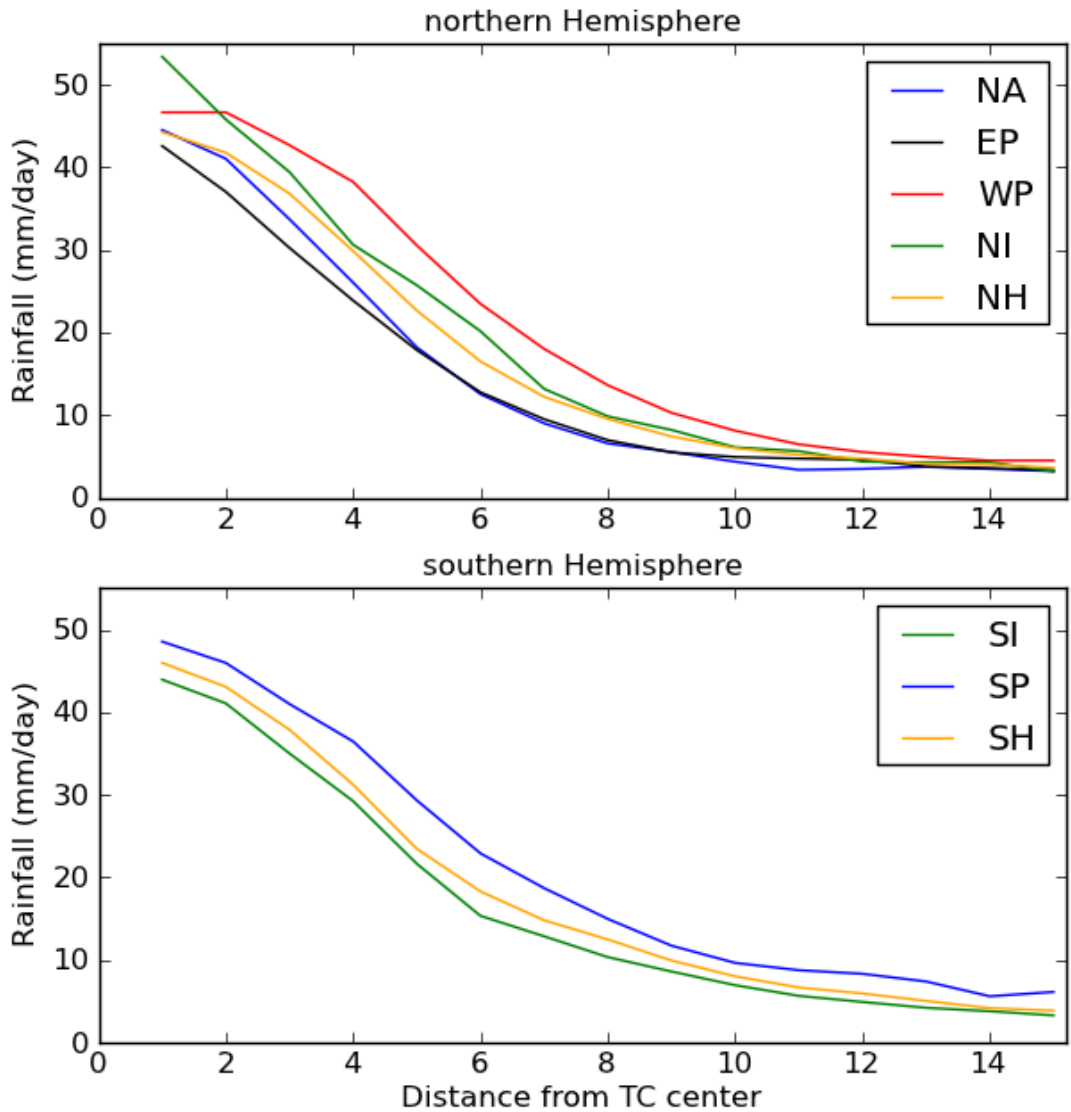 northern Hemisphere
Rainfall (mm/day)
50
40
30
20
10
0
0 2 4 6 8 10 12 14
NA
EP
WP
NI
NH
southern Hemisphere
Rainfall (mm/day)
50
40
30
20
10
0
0 2 4 6 8 10 12 14
SI
SP
SH
Distance from TC center